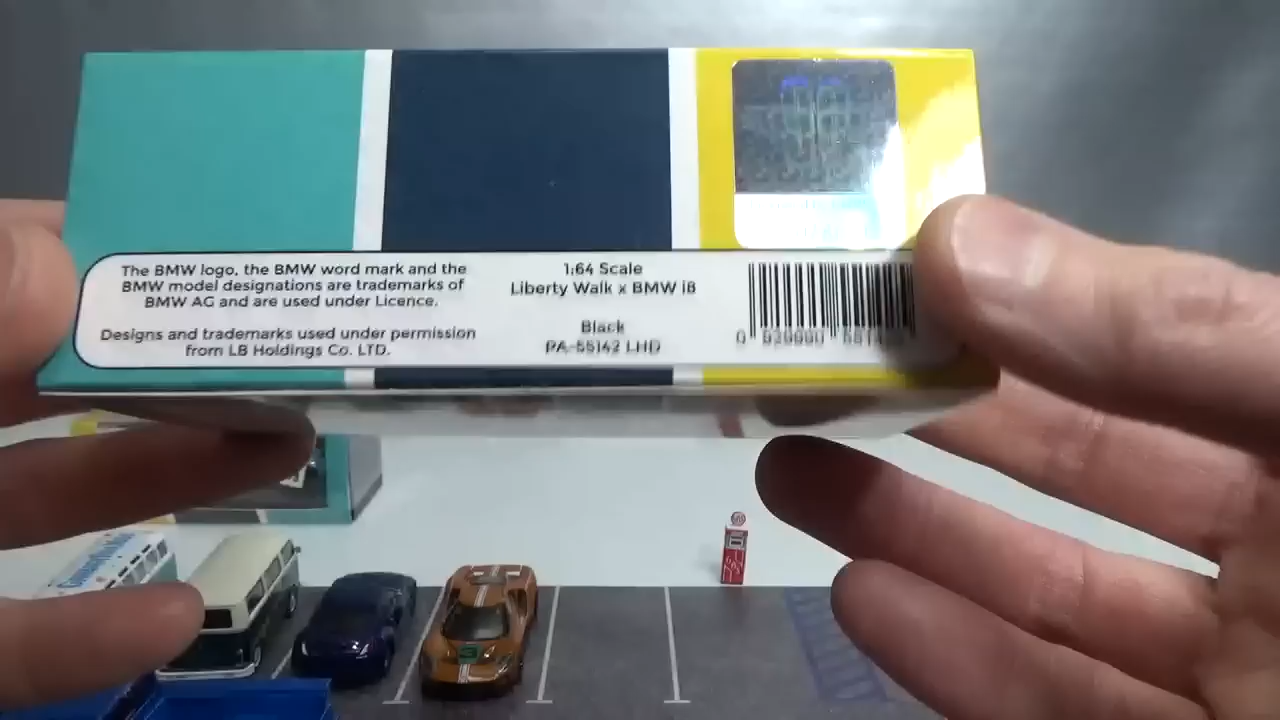 The BMW logo, the BMW word mark and the
BMW model designations are trademarks of
BMW AG and are used under Licence.
Designs and trademarks used under permission
from LB Holdings Co. LTD.
1:64 Scale
Liberty Walk x BMW i8
Black
PA-55142 LHD